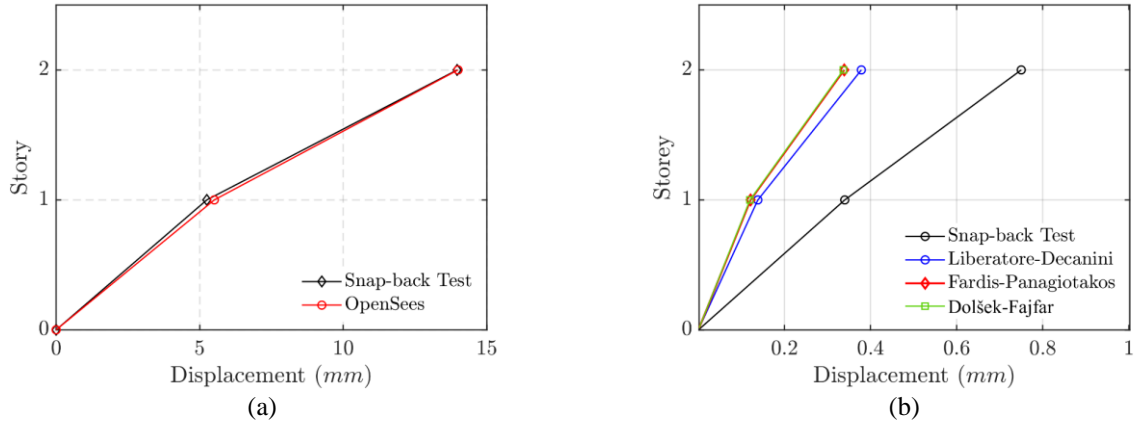 2
1
0
Story
Snap-back Test
OpenSees
0
5
10
15
Displacement (mm)
(a)
2
1
0
Storey
Snap-back Test
Liberatore-Decanini
Fardis-Panagiotakos
Dolšek-Fajfar
0.2
0.4
0.6
0.8
1
Displacement (mm)
(b)